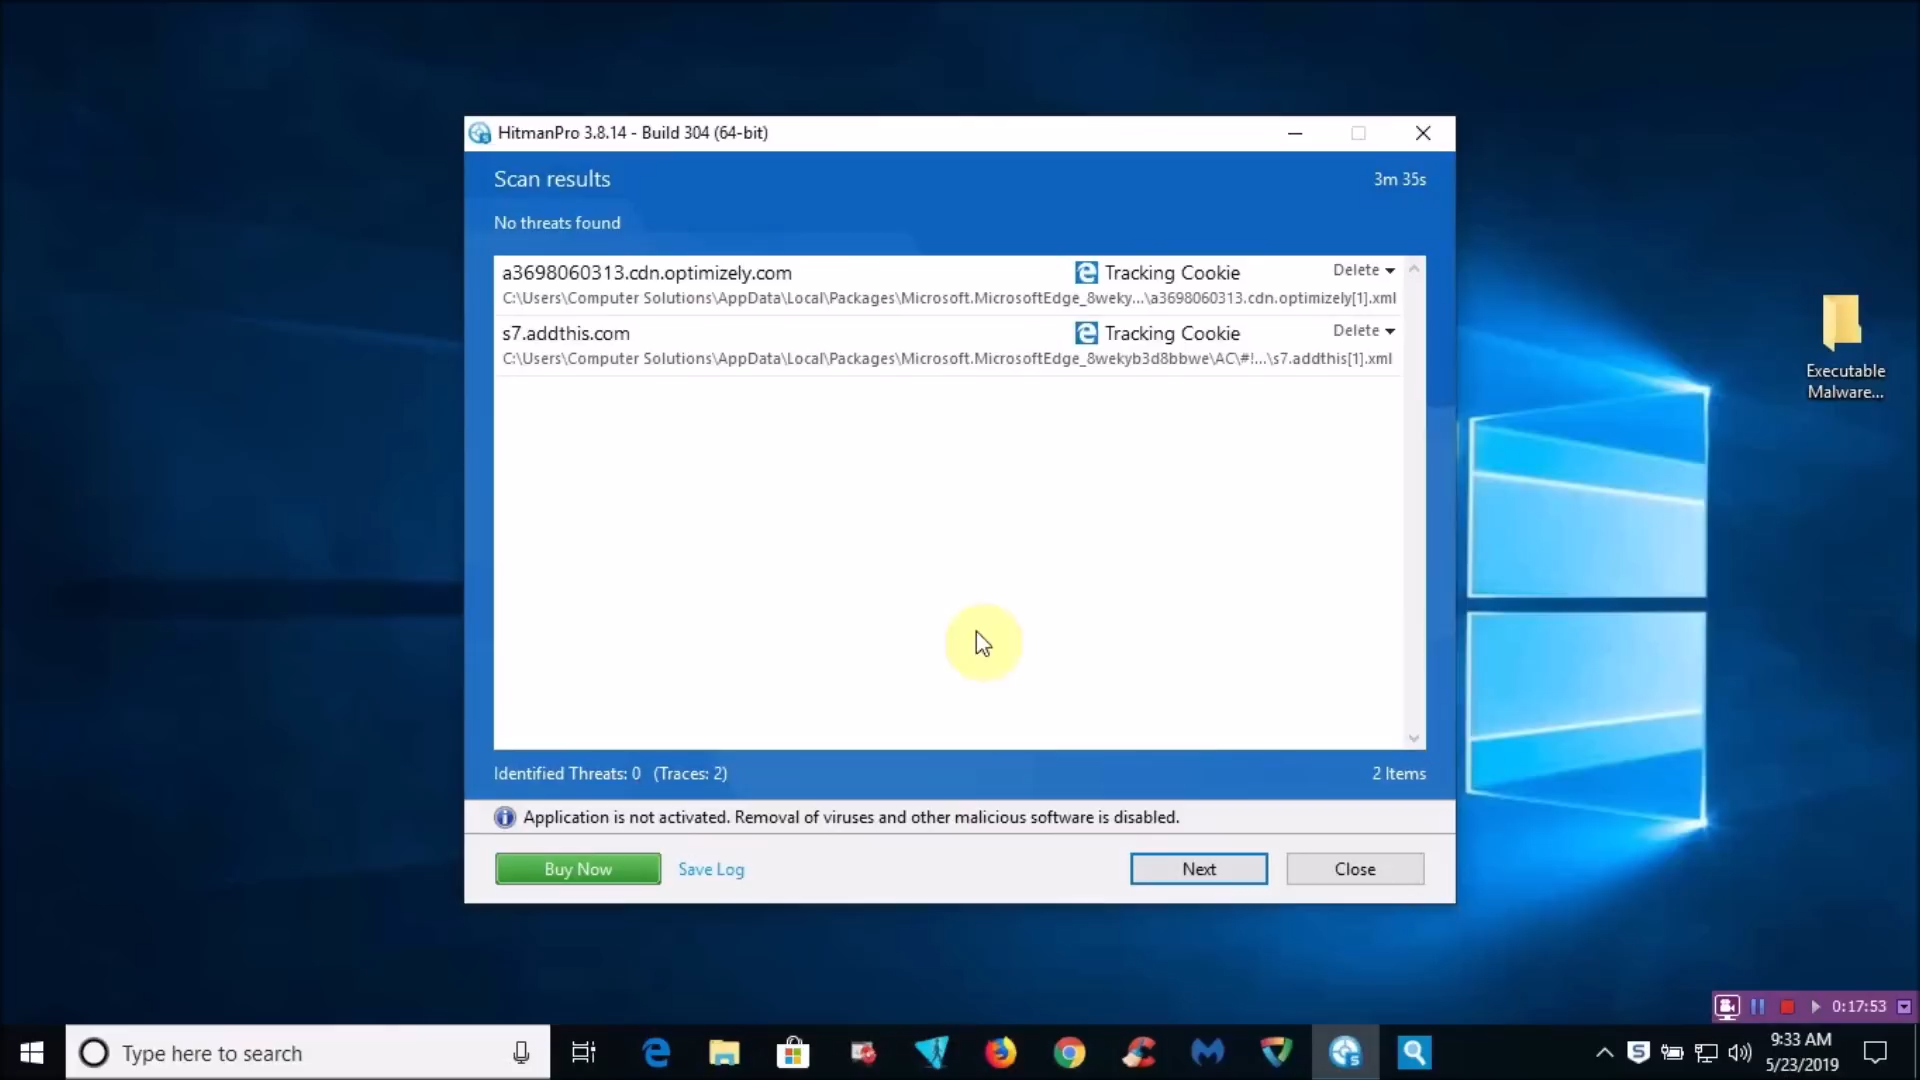 HitmanPro 3.8.14 - Build 304 (64-bit)
Scan results
3m 35s
No threats found
a3698060313.cdn.optimizely.com
Tracking Cookie
Delete
C:\Users\Computer Solutions\AppData\Local\Packages\Microsoft.MicrosoftEdge_8weky...\a3698060313.cdn.optimizely[1].xml
s7.addthis.com
Tracking Cookie
Delete
C:\Users\Computer Solutions\AppData\Local\Packages\Microsoft.MicrosoftEdge_8wekyb3d8bbwe\AC\#!...\s7.addthis[1].xml
Executable
Malware...
Identified Threats: 0 (Traces: 2)
2 Items
Application is not activated. Removal of viruses and other malicious software is disabled.
Buy Now
Save Log
Next
Close
0:17:53
Type here to search
9:33 AM
5/23/2019